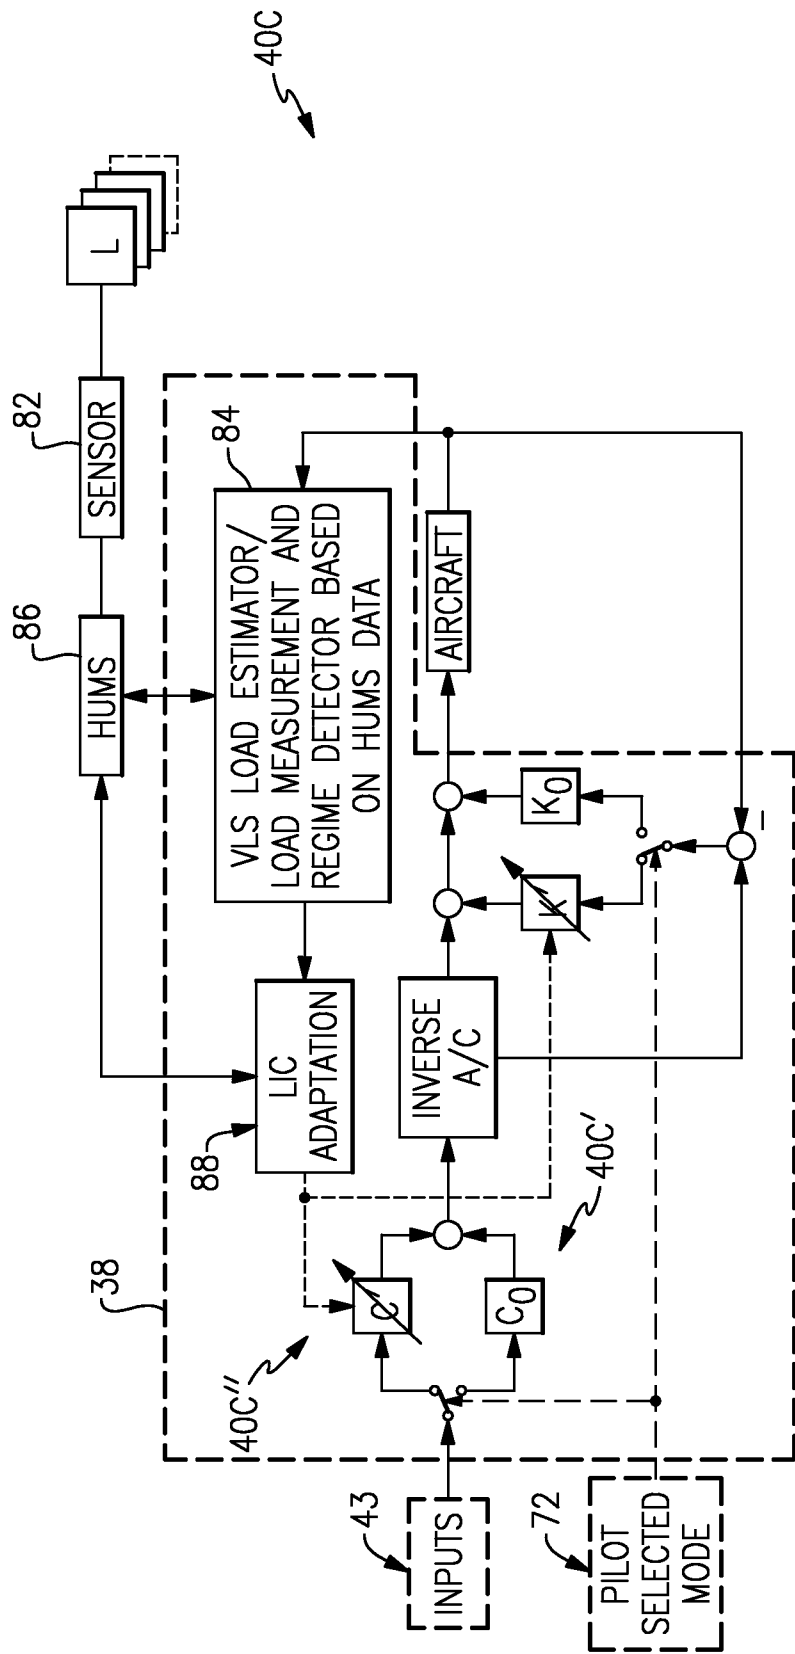 40C
L
82
SENSOR
86
HUMS
38
84
VLS LOAD ESTIMATOR/
LOAD MEASUREMENT AND
REGIME DETECTOR BASED
ON HUMS DATA
88
LIC
ADAPTATION
40C''
C
C0
40C'
INVERSE
A/C
K
K0
AIRCRAFT
–
43
INPUTS
72
PILOT
SELECTED
MODE